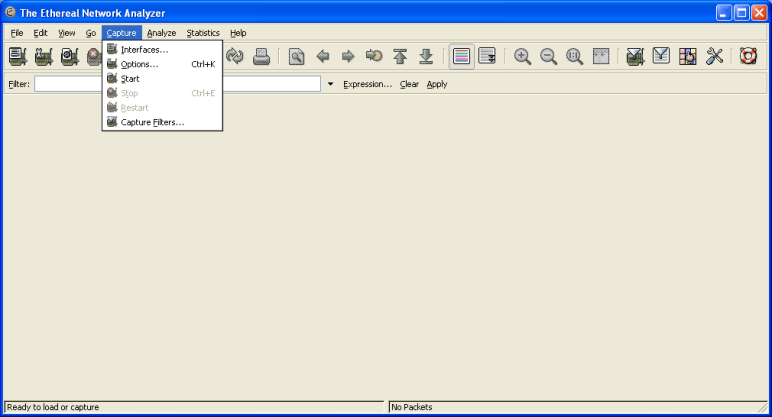 The Ethereal Network Analyzer
File Edit View Go Capture Analyze Statistics Help
Interfaces...
Options... Ctrl+K
Start
Stop Ctrl+E
Restart
Capture Filters...
Filter: Expression... Clear Apply
Ready to load or capture No Packets